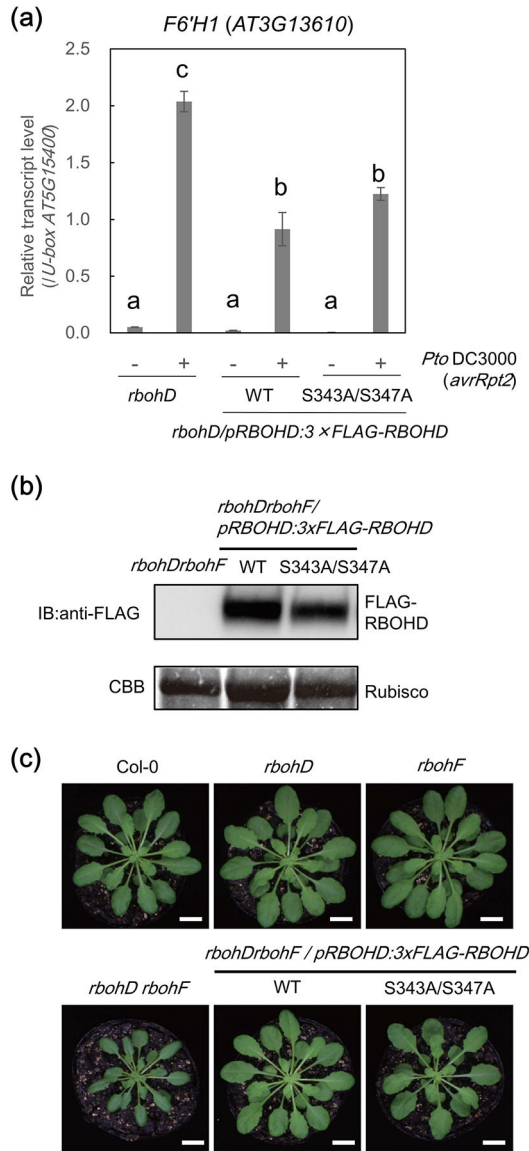 (a)
F6'H1 (AT3G13610)
Relative transcript level
(/U-box AT5G15400)
2.5
2.0
1.5
1.0
0.5
0.0
a
c
a
b
a
b
- + - + - +
Pto DC3000
(avrRpt2)
rbohD
WT
S343A/S347A
rbohD/pRBOHD:3×FLAG-RBOHD
(b)
rbohDrbohF/
pRBOHD:3xFLAG-RBOHD
rbohDrbohF WT S343A/S347A
IB:anti-FLAG
FLAG-
RBOHD
CBB
Rubisco
(c)
Col-0
rbohD
rbohF
rbohDrbohF / pRBOHD:3xFLAG-RBOHD
rbohD rbohF
WT
S343A/S347A